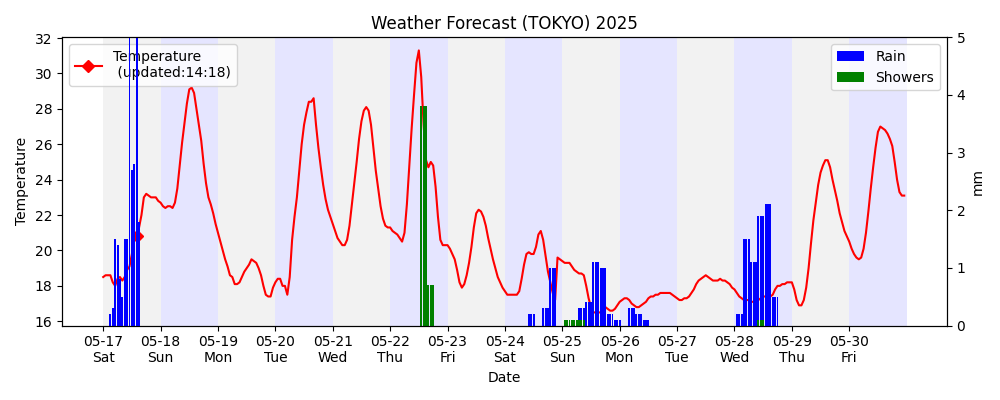 Weather Forecast (TOKYO) 2025
Temperature
(updated:14:18)
Rain
Showers
Temperature
32
30
28
26
24
22
20
18
16
5
4
3
2
1
0
mm
05-17 05-18 05-19 05-20 05-21 05-22 05-23 05-24 05-25 05-26 05-27 05-28 05-29 05-30
Sat Sun Mon Tue Wed Thu Fri Sat Sun Mon Tue Wed Thu Fri
Date